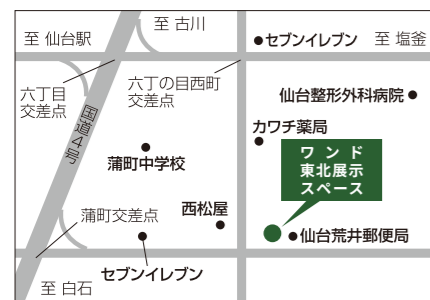 至 仙台駅
至 古川
セブンイレブン
至 塩釜
六丁目
交差点
六丁の目西町
交差点
仙台整形外科病院
国道4号
カワチ薬局
ワンド
東北展示
スペース
蒲町中学校
西松屋
蒲町交差点
仙台荒井郵便局
セブンイレブン
至 白石